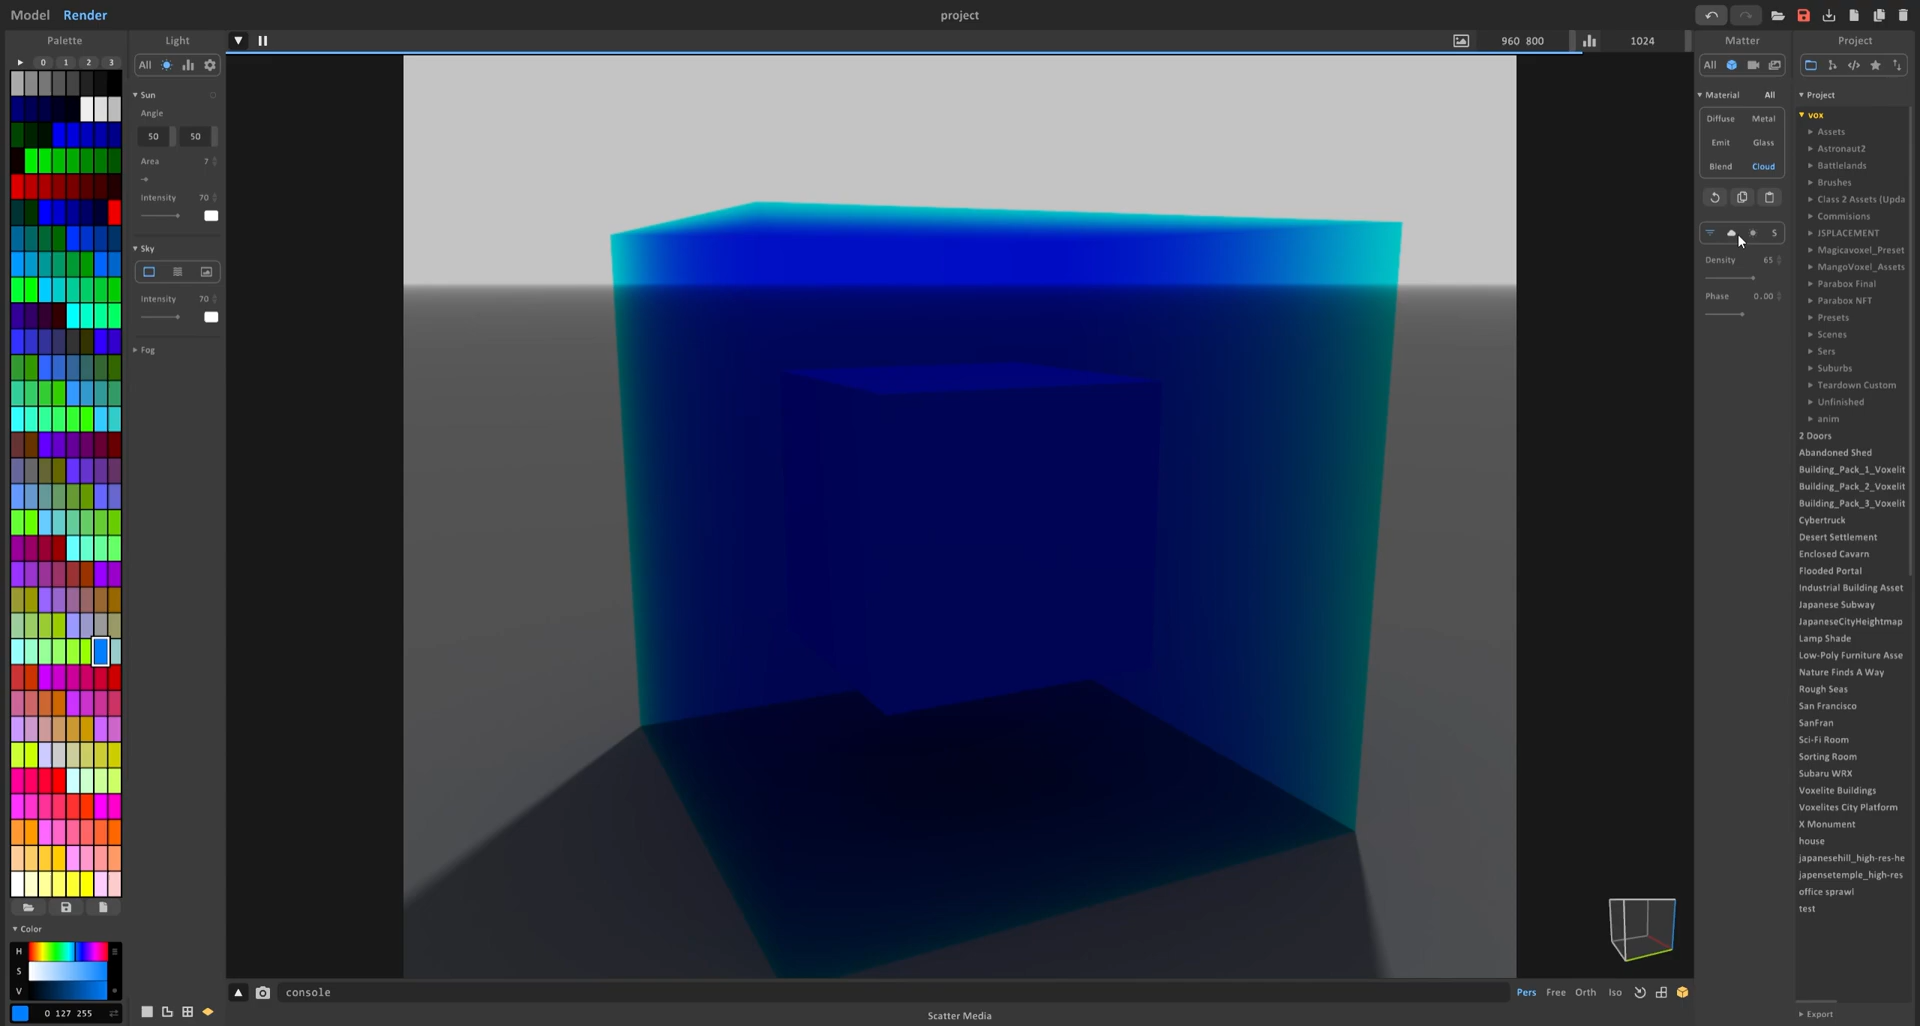 Model Render
project
Palette
Light
960 800
1024
Matter
Project
0 1 2 3
All
All
Sun
Angle
50 50
Area 7
Intensity 70
Sky
Intensity 70
Fog
Material All
Diffuse Metal
Emit Glass
Blend Cloud
5
Density 65
Phase 0.00
Project
vox
Assets
Astronaut2
Battlelands
Brushes
Class 2 Assets (Upda
Commisions
JSPLACEMENT
Magicavoxel_Preset
MangoVoxel_Assets
Parabox Final
Parabox NFT
Presets
Scenes
Sers
Suburbs
Teardown Custom
Unfinished
anim
2 Doors
Abandoned Shed
Building_Pack_1_Voxelit
Building_Pack_2_Voxelit
Building_Pack_3_Voxelit
Cybertruck
Desert Settlement
Enclosed Cavarn
Flooded Portal
Industrial Building Asset
Japanese Subway
JapaneseCityHeightmap
Lamp Shade
Low-Poly Furniture Asse
Nature Finds A Way
Rough Seas
San Francisco
SanFran
Sci-Fi Room
Sorting Room
Subaru WRX
Voxelite Buildings
Voxelites City Platform
X Monument
house
japanesehill_high-res-he
japensetemple_high-res
office sprawl
test
Export
Color
H
S
V
0 127 255
console
Pers Free Orth Iso
Scatter Media